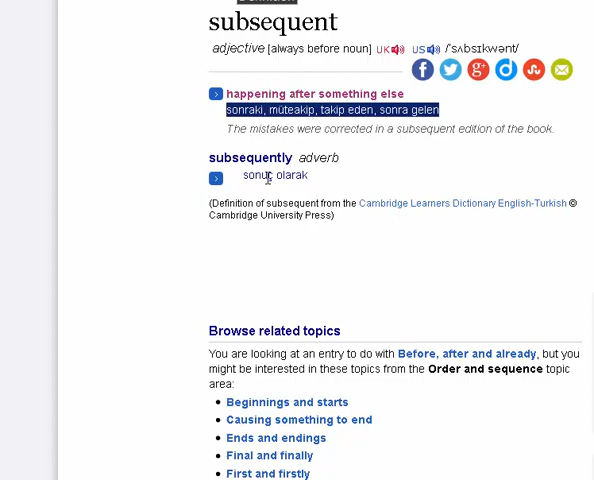 subsequent
adjective [always before noun] UK US /ˈsʌbsɪkwənt/
happening after something else
sonraki, müteakip, takip eden, sonra gelen
The mistakes were corrected in a subsequent edition of the book.
subsequently adverb
sonuç olarak
(Definition of subsequent from the Cambridge Learners Dictionary English-Turkish ©
Cambridge University Press)
Browse related topics
You are looking at an entry to do with Before, after and already, but you
might be interested in these topics from the Order and sequence topic
area:
• Beginnings and starts
• Causing something to end
• Ends and endings
• Final and finally
• First and firstly